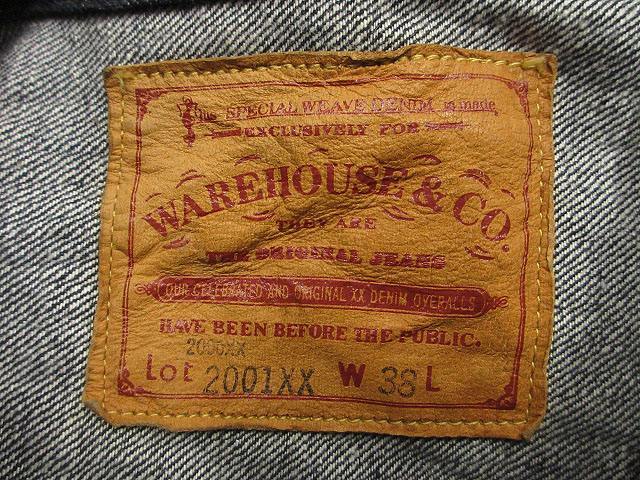 This SPECIAL WEAVE DENIM is made
EXCLUSIVELY FOR
WAREHOUSE & CO.
THEY ARE
THE ORIGINAL JEANS
OUR CELEBRATED AND ORIGINAL XX DENIM OVERALLS
HAVE BEEN BEFORE THE PUBLIC.
2000XX
Lot 2001XX W 38 L